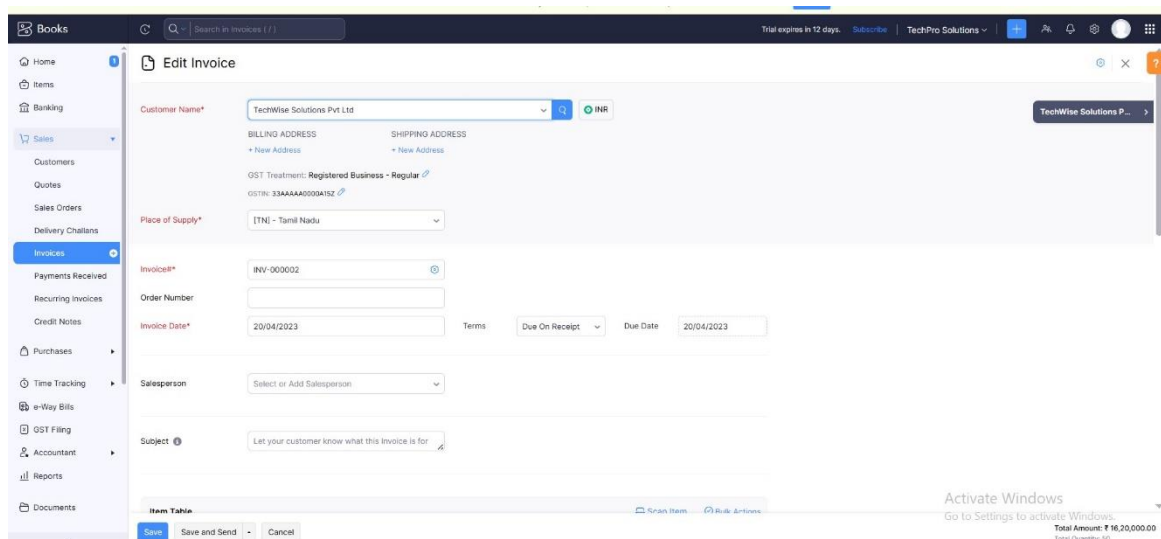 Books
Search in Invoices ( / )
Trial expires in 12 days. Subscribe TechPro Solutions
Home 1
Items
Banking
Sales
Customers
Quotes
Sales Orders
Delivery Challans
Invoices
Payments Received
Recurring Invoices
Credit Notes
Purchases
Time Tracking
e-Way Bills
GST Filing
Accountant
Reports
Documents
Edit Invoice
?
Customer Name* TechWise Solutions Pvt Ltd INR
TechWise Solutions P...
BILLING ADDRESS SHIPPING ADDRESS
+ New Address + New Address
GST Treatment: Registered Business - Regular
GSTIN: 33AAAAA0000A15Z
Place of Supply* [TN] - Tamil Nadu
Invoice#* INV-000002
Order Number
Invoice Date* 20/04/2023 Terms Due On Receipt Due Date 20/04/2023
Salesperson Select or Add Salesperson
Subject Let your customer know what this Invoice is for
Item Table Scan Item Bulk Actions
Activate Windows
Go to Settings to activate Windows.
Save Save and Send Cancel
Total Amount: ₹ 16,20,000.00
Total Quantity: 50